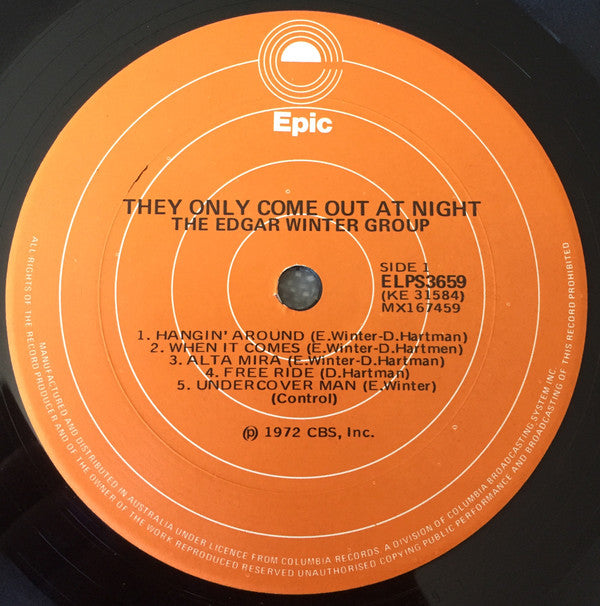 Epic
THEY ONLY COME OUT AT NIGHT
THE EDGAR WINTER GROUP
SIDE 1
ELPS3659
(KE 31584)
MX167459
1. HANGIN' AROUND (E.Winter-D.Hartman)
2. WHEN IT COMES (E.Winter-D.Hartmen)
3. ALTA MIRA (E.Winter-D.Hartman)
4. FREE RIDE (D.Hartman)
5. UNDERCOVER MAN (E.Winter)
(Control)
℗ 1972 CBS, Inc.
MANUFACTURED AND DISTRIBUTED IN AUSTRALIA UNDER LICENCE FROM COLUMBIA RECORDS, A DIVISION OF COLUMBIA BROADCASTING SYSTEM INC.
ALL RIGHTS OF THE RECORD PRODUCER AND OF THE OWNER OF THE WORK REPRODUCED RESERVED UNAUTHORISED COPYING PUBLIC PERFORMANCE AND BROADCASTING OF THIS RECORD PROHIBITED